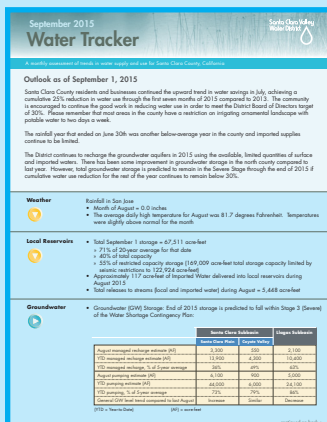 September 2015
Water Tracker
Santa Clara Valley
Water District
A monthly assessment of trends in water supply and use for Santa Clara County, California
Outlook as of September 1, 2015
Santa Clara County residents and businesses continued the upward trend in water savings in July, achieving a
cumulative 25% reduction in water use through the first seven months of 2015 compared to 2013. The community
is encouraged to continue the good work in reducing water use in order to meet the District Board of Directors target
of 30%. Please remember that most areas in the county have a restriction on irrigating ornamental landscape with
potable water to two days a week.
The rainfall year that ended on June 30th was another below-average year in the county and imported supplies
continue to be limited.
The District continues to recharge the groundwater aquifers in 2015 using the available, limited quantities of surface
and imported waters. There has been some improvement in groundwater storage in the north county compared to
last year. However, total groundwater storage is predicted to remain in the Severe Stage through the end of 2015 if
cumulative water use reduction for the rest of the year continues to remain below 30%.
Weather
Rainfall in San Jose
• Month of August = 0.0 inches
• The average daily high temperature for August was 81.7 degrees Fahrenheit. Temperatures
were slightly above normal for the month
Local Reservoirs
• Total September 1 storage = 67,511 acre-feet
» 71% of 20-year average for that date
» 40% of total capacity
» 55% of restricted capacity storage (169,009 acre-feet total storage capacity limited by
seismic restrictions to 122,924 acre-feet)
• Approximately 117 acre-feet of Imported Water delivered into local reservoirs during
August 2015
• Total releases to streams (local and imported water) during August = 5,448 acre-feet
Groundwater
• Groundwater (GW) Storage: End of 2015 storage is predicted to fall within Stage 3 (Severe)
of the Water Shortage Contingency Plan:
Santa Clara Subbasin Llagas Subbasin
Santa Clara Plain Coyote Valley
August managed recharge estimate (AF) 3,300 550 2,100
YTD managed recharge estimate (AF) 13,900 4,300 10,400
YTD managed recharge, % of 5-year average 36% 49% 63%
August pumping estimate (AF) 6,100 900 5,000
YTD pumping estimate (AF) 44,000 6,000 24,100
YTD pumping, % of 5-year average 73% 79% 86%
General GW level trend compared to last August Increase Similar Decrease
(YTD = Year-to-Date) (AF) = acre-feet